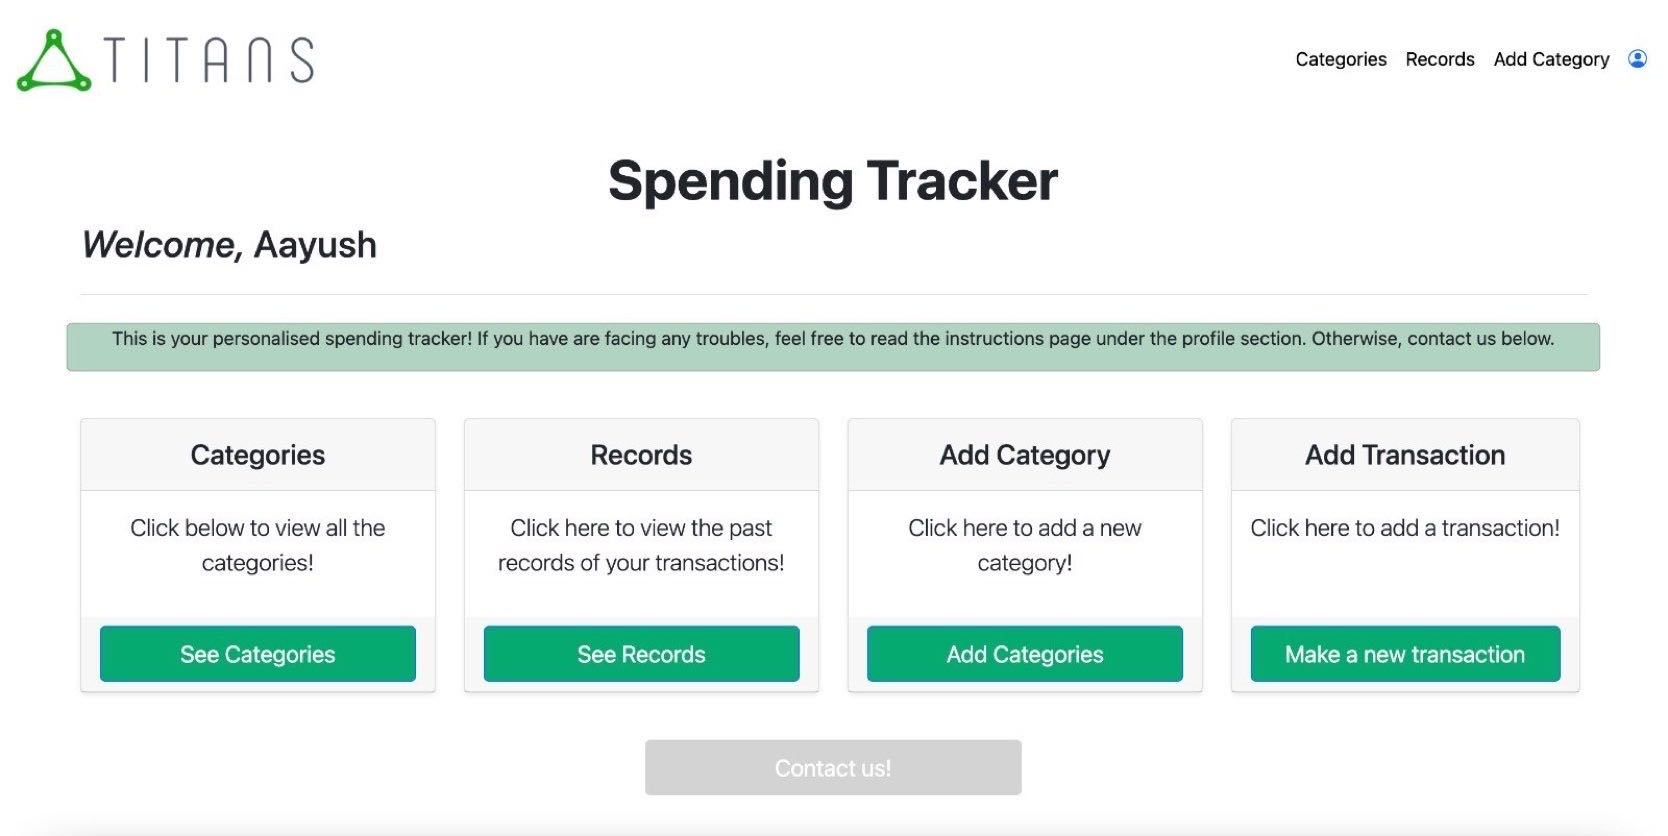 TITANS
Categories Records Add Category
Spending Tracker
Welcome, Aayush
This is your personalised spending tracker! If you have are facing any troubles, feel free to read the instructions page under the profile section. Otherwise, contact us below.
Categories
Click below to view all the
categories!
See Categories
Records
Click here to view the past
records of your transactions!
See Records
Add Category
Click here to add a new
category!
Add Categories
Add Transaction
Click here to add a transaction!
Make a new transaction
Contact us!